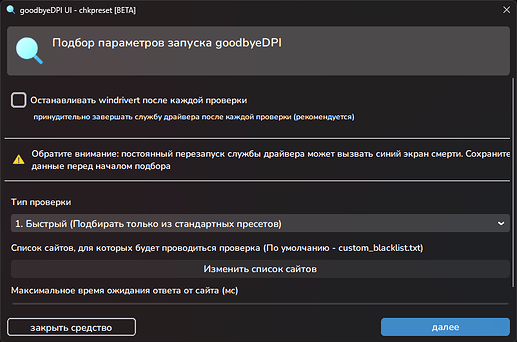 goodbyeDPI UI - chkpreset [BETA]
Подбор параметров запуска goodbyeDPI
Останавливать windrivert после каждой проверки
принудительно завершать службу драйвера после каждой проверки (рекомендуется)
Обратите внимание: постоянный перезапуск службы драйвера может вызвать синий экран смерти. Сохраните
данные перед началом подбора
Тип проверки
1. Быстрый (Подбирать только из стандартных пресетов)
Список сайтов, для которых будет проводиться проверка (По умолчанию - custom_blacklist.txt)
Изменить список сайтов
Максимальное время ожидания ответа от сайта (мс)
закрыть средство
далее